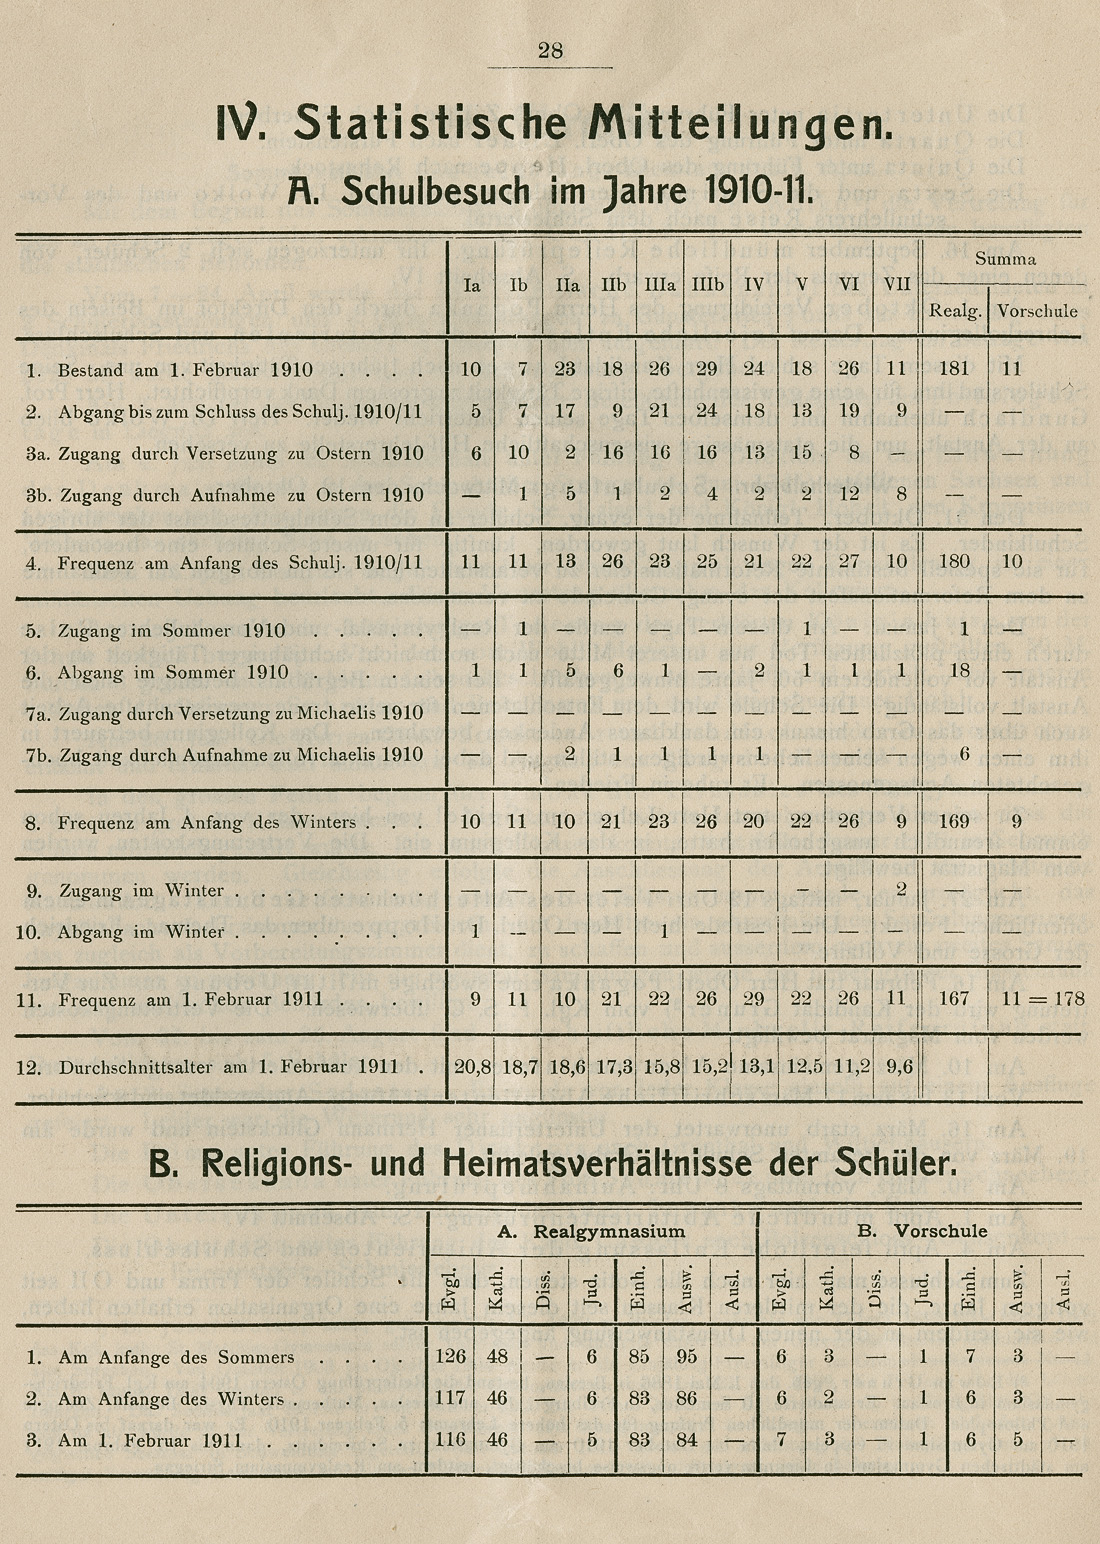 28
IV. Statistische Mitteilungen.
A. Schulbesuch im Jahre 1910-11.
Ia Ib IIa IIb IIIa IIIb IV V VI VII Summa
Realg. Vorschule
1. Bestand am 1. Februar 1910 . . . . 10 7 23 18 26 29 24 18 26 11 181 11
2. Abgang bis zum Schluss des Schulj. 1910/11 5 7 17 9 21 24 18 13 19 9 — —
3a. Zugang durch Versetzung zu Ostern 1910 6 10 2 16 16 16 13 15 8 — — —
3b. Zugang durch Aufnahme zu Ostern 1910 — 1 5 1 2 4 2 2 12 8 — —
4. Frequenz am Anfang des Schulj. 1910/11 11 11 13 26 23 25 21 22 27 10 180 10
5. Zugang im Sommer 1910 . . . . . — 1 — — — — — 1 — — 1 —
6. Abgang im Sommer 1910 . . . . . 1 1 5 6 1 — 2 1 1 1 18 —
7a. Zugang durch Versetzung zu Michaelis 1910 — — — — — — — — — — — —
7b. Zugang durch Aufnahme zu Michaelis 1910 — — 2 1 1 1 1 — — — 6 —
8. Frequenz am Anfang des Winters . . . 10 11 10 21 23 26 20 22 26 9 169 9
9. Zugang im Winter . . . . . . . — — — — — — — — — 2 — —
10. Abgang im Winter . . . . . . . 1 — — — 1 — — — — — — —
11. Frequenz am 1. Februar 1911 . . . . 9 11 10 21 22 26 29 22 26 11 167 11 = 178
12. Durchschnittsalter am 1. Februar 1911 . 20,8 18,7 18,6 17,3 15,8 15,2 13,1 12,5 11,2 9,6
B. Religions- und Heimatsverhältnisse der Schüler.
A. Realgymnasium B. Vorschule
Evgl. Kath. Diss. Jud. Einh. Ausw. Ausl. Evgl. Kath. Diss. Jud. Einh. Ausw. Ausl.
1. Am Anfange des Sommers . . . . 126 48 — 6 85 95 — 6 3 — 1 7 3 —
2. Am Anfange des Winters . . . . . 117 46 — 6 83 86 — 6 2 — 1 6 3 —
3. Am 1. Februar 1911 . . . . . . 116 46 — 5 83 84 — 7 3 — 1 6 5 —